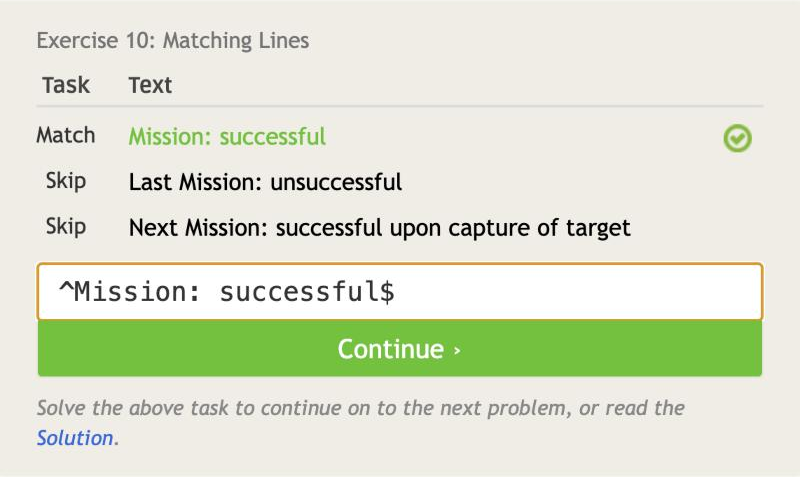 Exercise 10: Matching Lines
Task Text
Match Mission: successful
Skip Last Mission: unsuccessful
Skip Next Mission: successful upon capture of target
^Mission: successful$
Continue ›
Solve the above task to continue on to the next problem, or read the
Solution.